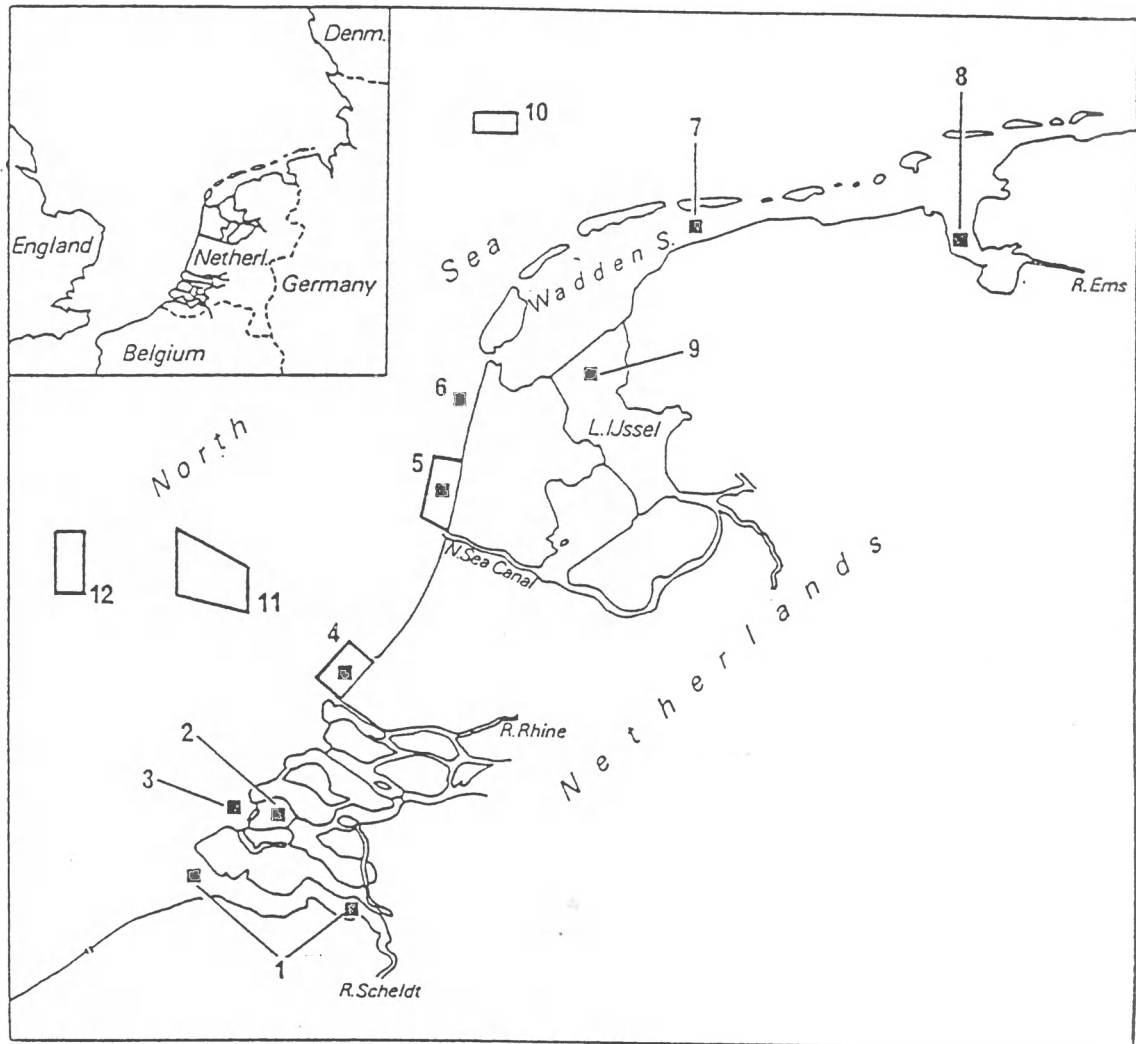 Denm.
England
Netherl.
Germany
Belgium
10
7
8
Sea
Wadden S.
R.Ems
9
6
L.IJssel
North
5
N.Sea Canal
12
11
Netherlands
4
R.Rhine
2
3
1
R.Scheldt